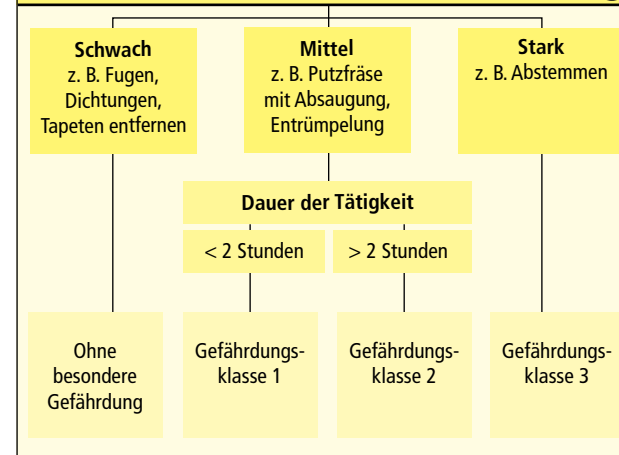 Schwach
z. B. Fugen,
Dichtungen,
Tapeten entfernen
Mittel
z. B. Putzfräse
mit Absaugung,
Entrümpelung
Stark
z. B. Abstemmen
Dauer der Tätigkeit
< 2 Stunden
> 2 Stunden
Ohne
besondere
Gefährdung
Gefährdungs-
klasse 1
Gefährdungs-
klasse 2
Gefährdungs-
klasse 3